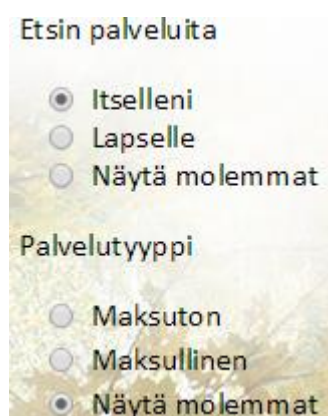 Etsin palveluita
Itselleni
Lapselle
Näytä molemmat
Palvelutyyppi
Maksuton
Maksullinen
Näytä molemmat